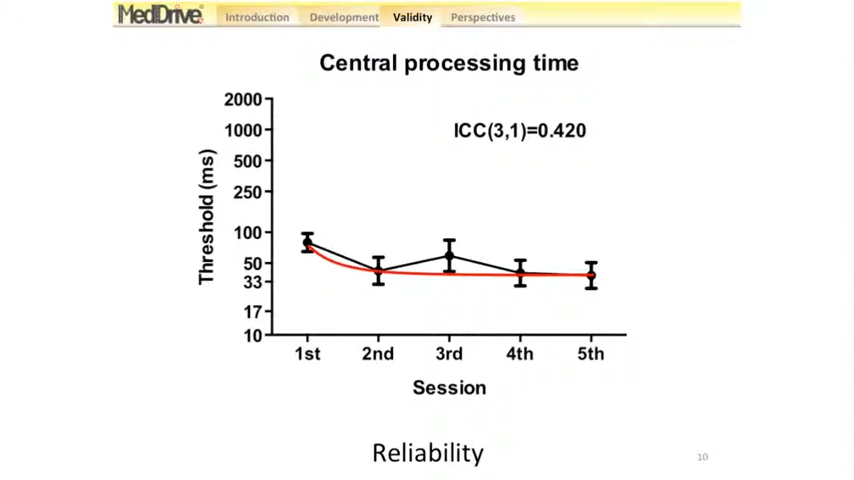 MedDrive Introduction Development Validity Perspectives
Central processing time
ICC(3,1)=0.420
Threshold (ms)
2000
1000
500
250
100
50
33
17
10
1st 2nd 3rd 4th 5th
Session
Reliability
10